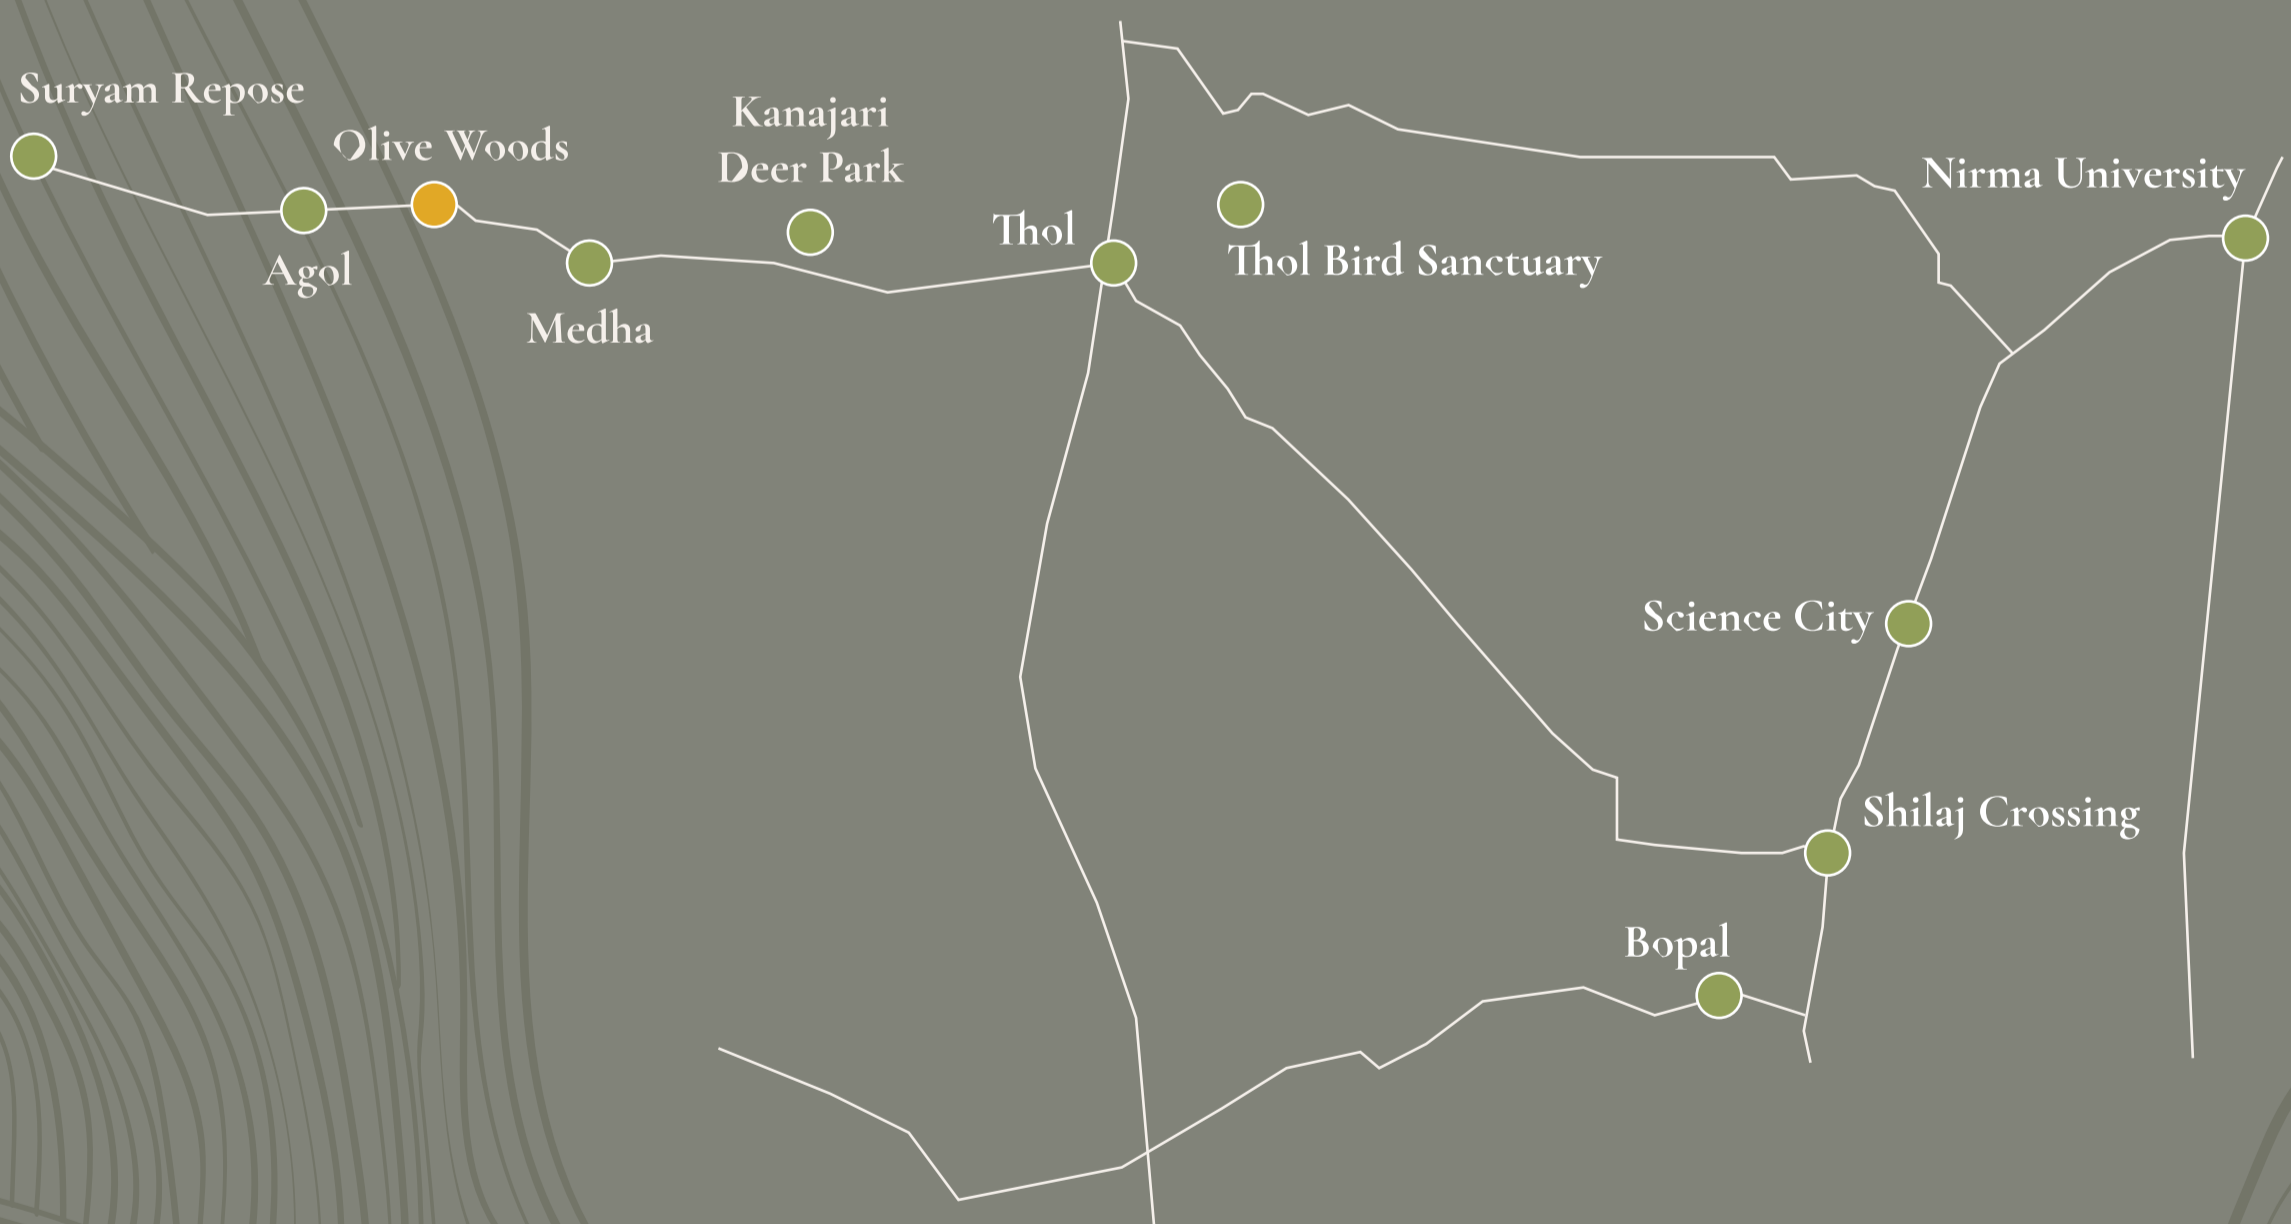 Suryam Repose
Olive Woods
Agol
Medha
Kanajari
Deer Park
Thol
Thol Bird Sanctuary
Nirma University
Science City
Shilaj Crossing
Bopal